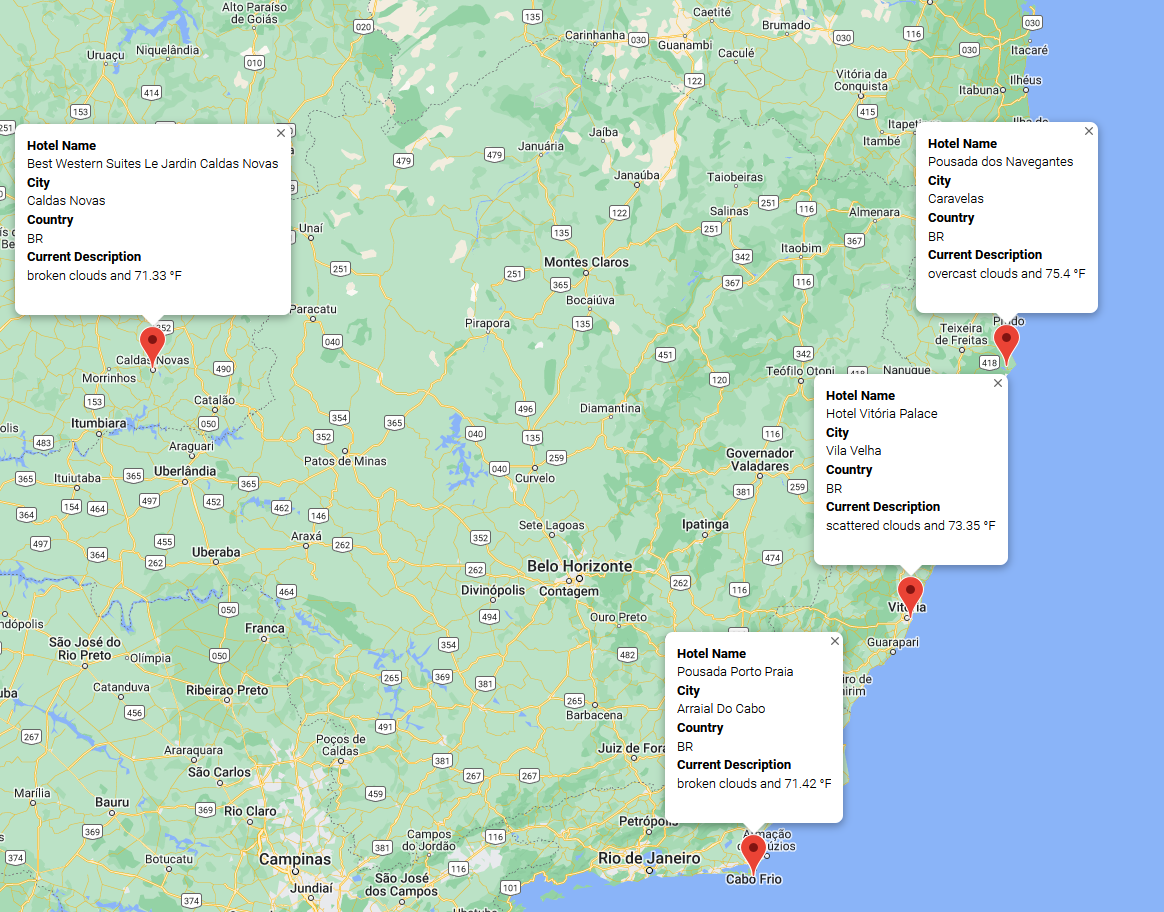 Alto Paraíso
de Goiás
135
Caetité
030
020
Carinhanha
030
Guanambi
Brumado
030
116
Uruaçu
Niquelândia
Caculé
030
Itacaré
010
122
Vitória da
Conquista
Ilhéus
414
Itabuna
153
415
251
Jaíba
Itambé
479
479
Januária
Janaúba
Taiobeiras
122
Salinas
251
116
Almenara
Unaí
135
251
367
Itaobim
251
Montes Claros
342
251
365
367
116
Bocaiúva
Paracatu
Pirapora
135
040
Teixeira
de Freitas
418
451
342
Teófilo Otoni
Nanuque
120
Hotel Name
Best Western Suites Le Jardin Caldas Novas
City
Caldas Novas
Country
BR
Current Description
broken clouds and 71.33 °F
Hotel Name
Pousada dos Navegantes
City
Caravelas
Country
BR
Current Description
overcast clouds and 75.4 °F
352
Caldas Novas
490
Morrinhos
153
Catalão
Itumbiara
050
354
365
496
Diamantina
483
352
040
135
116
Araguari
259
Governador
Valadares
Patos de Minas
365
Ituiutaba
365
Uberlândia
365
040
Curvelo
381
259
Hotel Name
Hotel Vitória Palace
City
Vila Velha
Country
BR
Current Description
scattered clouds and 73.35 °F
154
464
497
452
462
364
146
Sete Lagoas
Ipatinga
497
455
Araxá
262
352
364
262
Uberaba
474
Belo Horizonte
262
Contagem
262
116
464
Divinópolis
050
494
Ouro Preto
Vitória
Franca
Guarapari
São José do
Rio Preto
Olímpia
050
354
482
Catanduva
265
369
381
Ribeirao Preto
456
265
Barbacena
267
491
Hotel Name
Pousada Porto Praia
City
Arraial Do Cabo
Country
BR
Current Description
broken clouds and 71.42 °F
Araraquara
Poços de
Caldas
Juiz de Fora
São Carlos
381
267
267
Marília
459
Bauru
369
Rio Claro
369
Petrópolis
Campos
do Jordão
116
381
374
Botucatu
Campinas
Rio de Janeiro
116
São José
dos Campos
Cabo Frio
Jundiaí
101
374